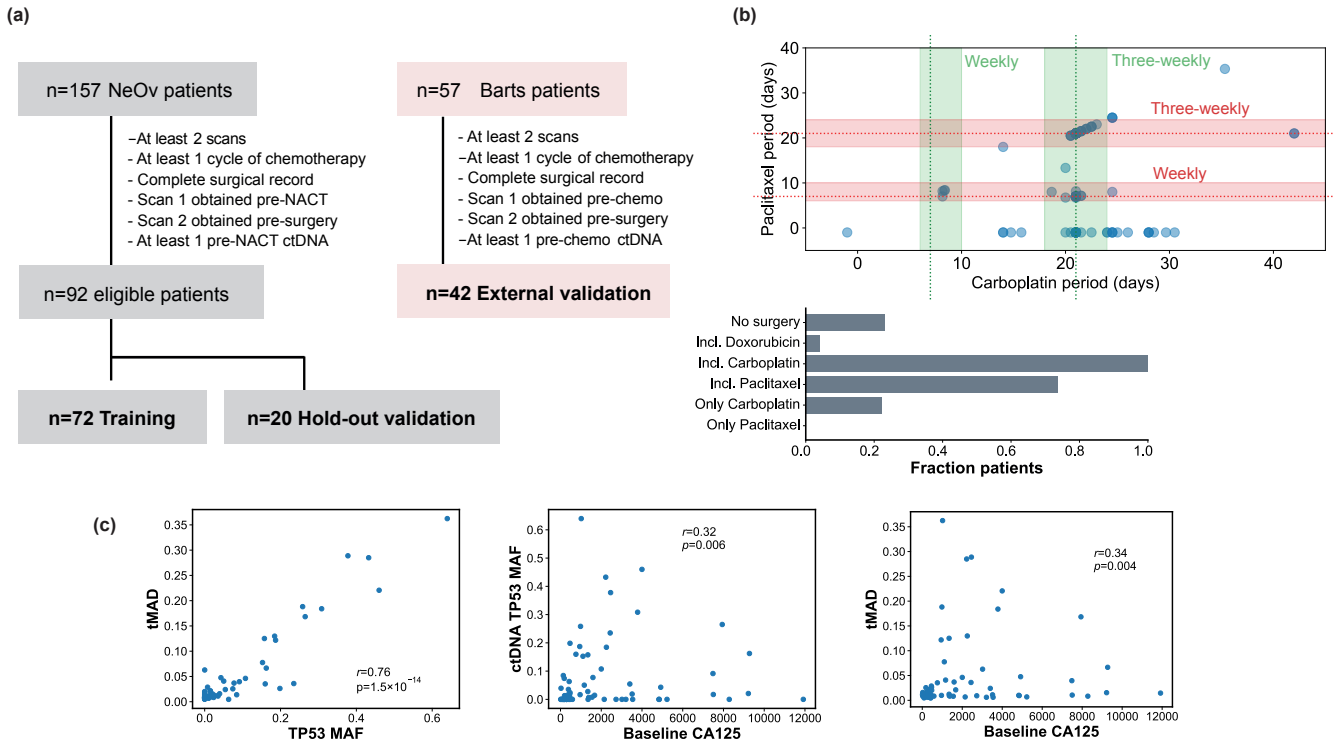 (a)
n=157 NeOv patients
–At least 2 scans
-At least 1 cycle of chemotherapy
- Complete surgical record
- Scan 1 obtained pre-NACT
- Scan 2 obtained pre-surgery
-At least 1 pre-NACT ctDNA
n=92 eligible patients
n=72 Training
n=20 Hold-out validation
n=57 Barts patients
- At least 2 scans
–At least 1 cycle of chemotherapy
- Complete surgical record
- Scan 1 obtained pre-chemo
- Scan 2 obtained pre-surgery
–At least 1 pre-chemo ctDNA
n=42 External validation
(b)
Paclitaxel period (days)
40
30
20
10
0
Weekly
Three-weekly
Three-weekly
Weekly
0
10
20
30
40
Carboplatin period (days)
No surgery
Incl. Doxorubicin
Incl. Carboplatin
Incl. Paclitaxel
Only Carboplatin
Only Paclitaxel
0.0
0.2
0.4
0.6
0.8
1.0
Fraction patients
(c)
tMAD
0.35
0.30
0.25
0.20
0.15
0.10
0.05
0.00
r=0.76
p=1.5×10⁻¹⁴
0.0
0.2
0.4
0.6
TP53 MAF
ctDNA TP53 MAF
0.6
0.5
0.4
0.3
0.2
0.1
0.0
r=0.32
p=0.006
0
2000
4000
6000
8000
10000
12000
Baseline CA125
tMAD
0.35
0.30
0.25
0.20
0.15
0.10
0.05
0.00
r=0.34
p=0.004
0
2000
4000
6000
8000
10000
12000
Baseline CA125